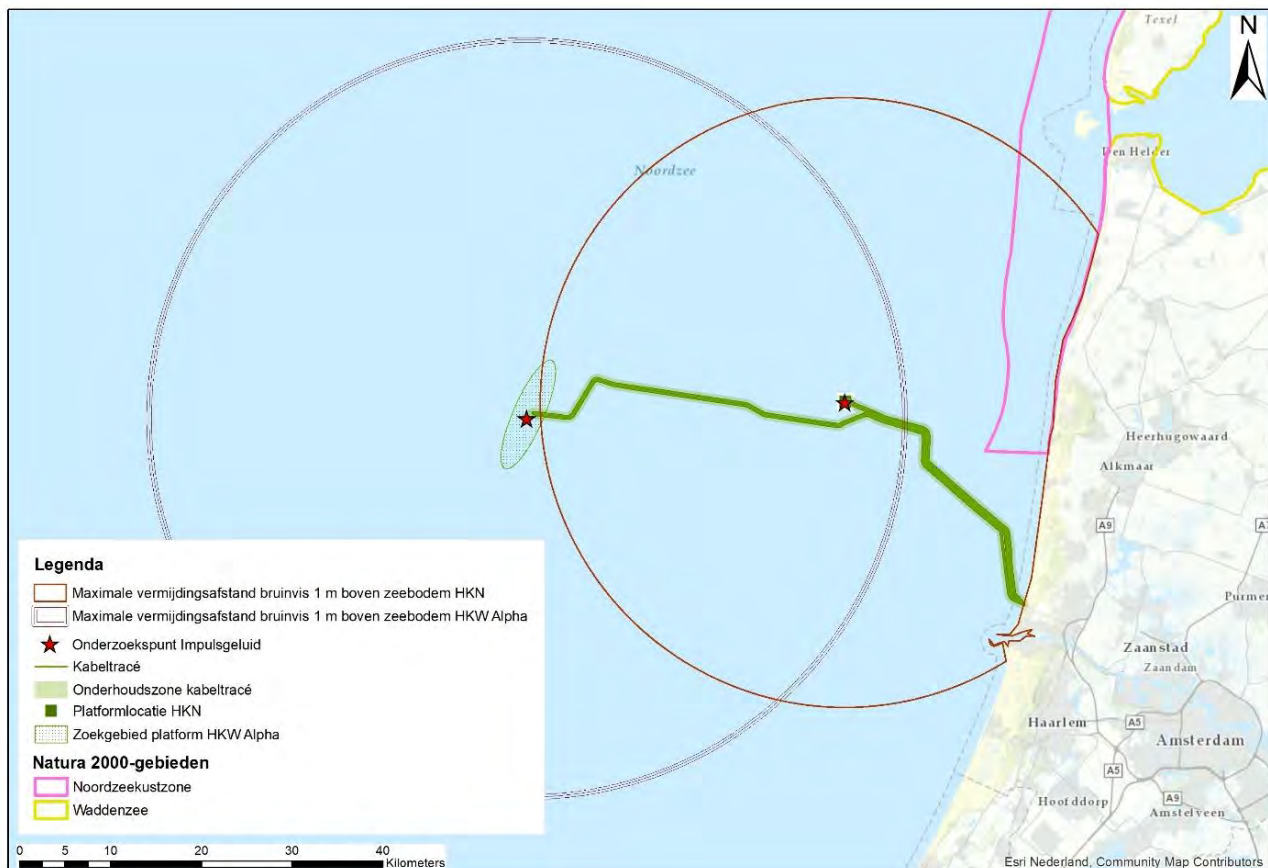 Texel
N
Den Helder
Noordzee
Heerhugowaard
Alkmaar
A9
A7
Purmer
Zaanstad
Zaandam
Haarlem
A5
Amsterdam
A5
A9
Hoofddorp
Amstelveen
Legenda
Maximale vermijdingsafstand bruinvis 1 m boven zeebodem HKN
Maximale vermijdingsafstand bruinvis 1 m boven zeebodem HKW Alpha
Onderzoekspunt Impulsgeluid
Kabeltracé
Onderhoudszone kabeltracé
Platformlocatie HKN
Zoekgebied platform HKW Alpha
Natura 2000-gebieden
Noordzeekustzone
Waddenzee
0 5 10 20 30 40
Kilometers
Esri Nederland, Community Map Contributors